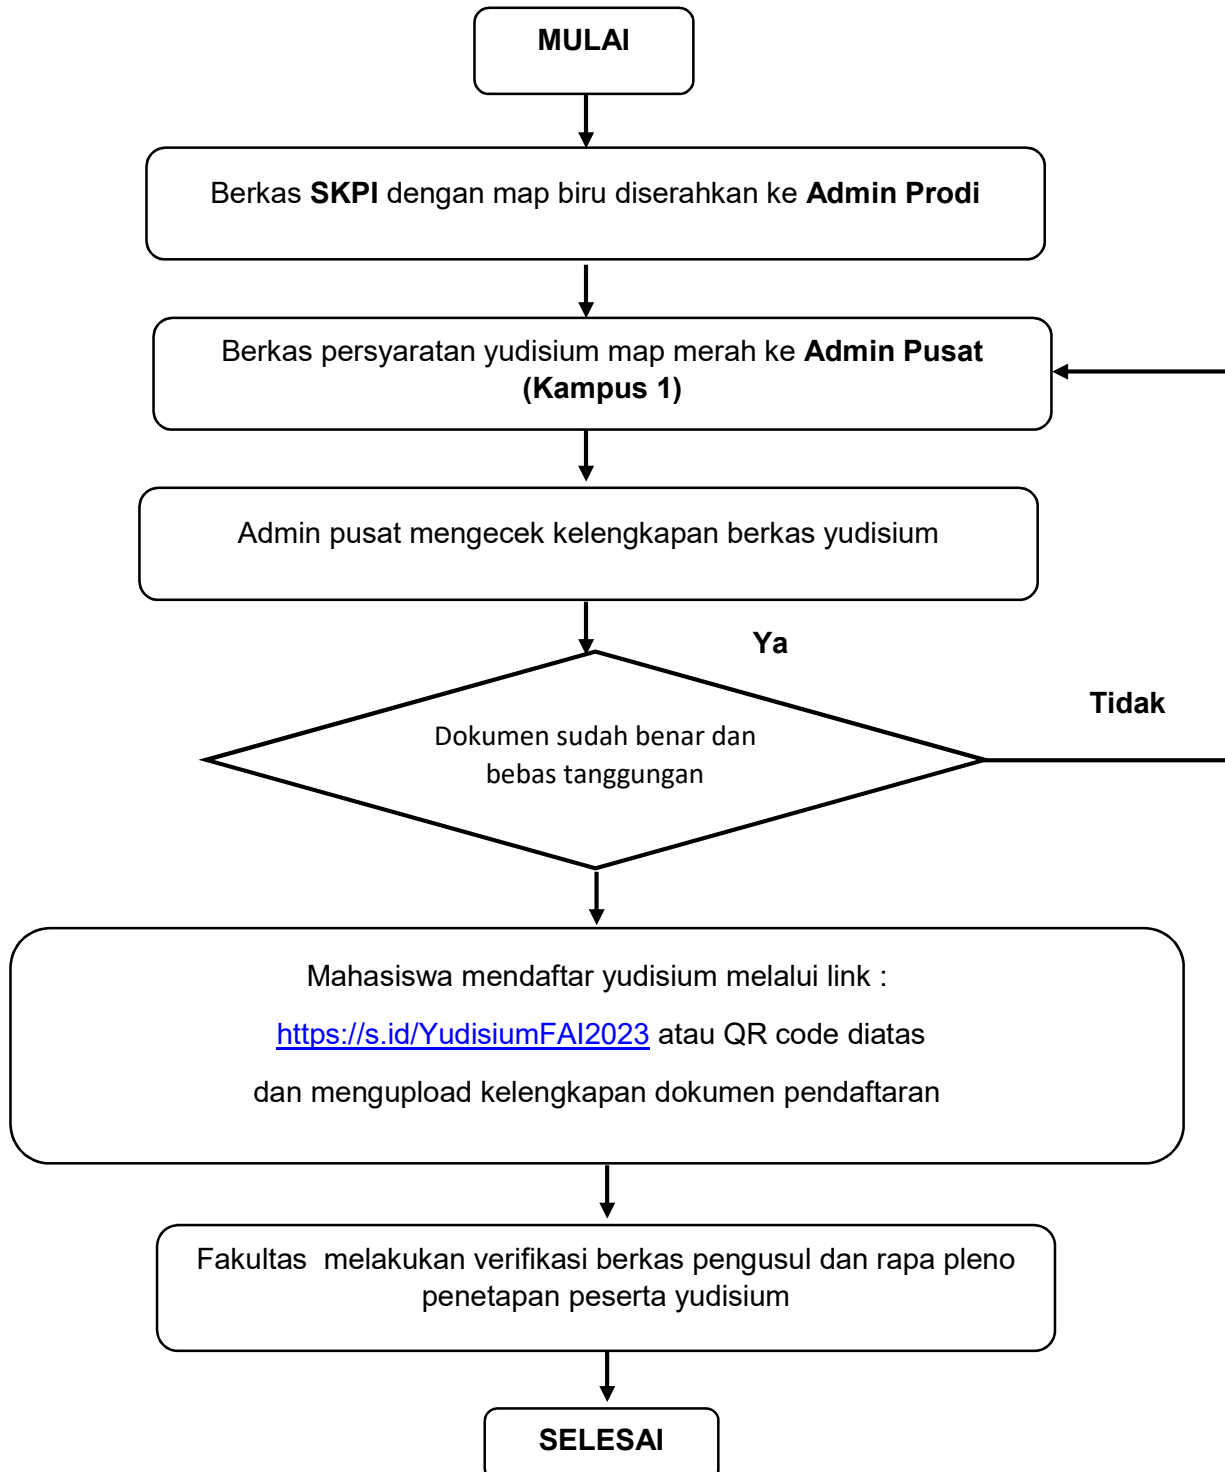 MULAI
Berkas SKPI dengan map biru diserahkan ke Admin Prodi
Berkas persyaratan yudisium map merah ke Admin Pusat
(Kampus 1)
Admin pusat mengecek kelengkapan berkas yudisium
Ya
Tidak
Dokumen sudah benar dan
bebas tanggungan
Mahasiswa mendaftar yudisium melalui link :
https://s.id/YudisiumFAI2023 atau QR code diatas
dan mengupload kelengkapan dokumen pendaftaran
Fakultas  melakukan verifikasi berkas pengusul dan rapa pleno
penetapan peserta yudisium
SELESAI